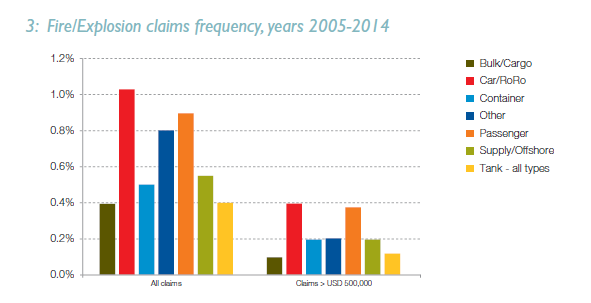 3: Fire/Explosion claims frequency, years 2005-2014
1.2%
1.0%
0.8%
0.6%
0.4%
0.2%
0.0%
All claims
Claims > USD 500,000
Bulk/Cargo
Car/RoRo
Container
Other
Passenger
Supply/Offshore
Tank - all types